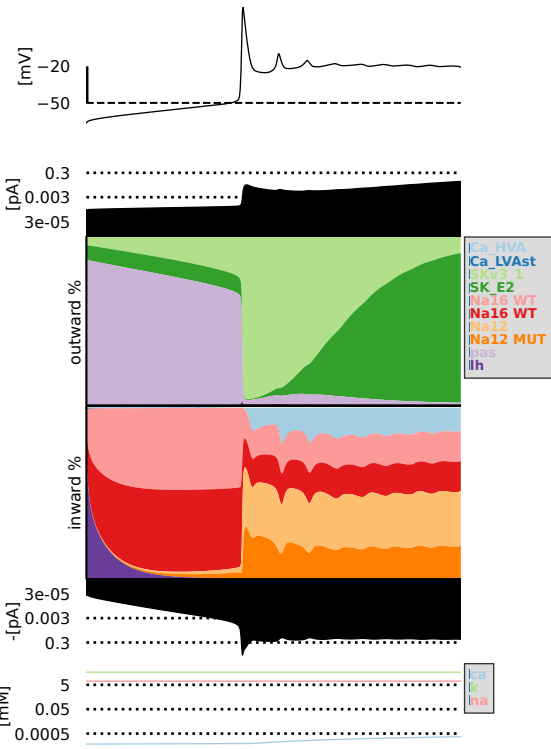 [mV]
−20
−50
[pA]
0.3
0.003
3e-05
outward %
Ca_HVA
Ca_LVAst
SKv3_1
SK_E2
Na16 WT
Na16 WT
Na12
Na12 MUT
pas
Ih
inward %
-[pA]
3e-05
0.003
0.3
[mM]
5
0.05
0.0005
ca
k
na